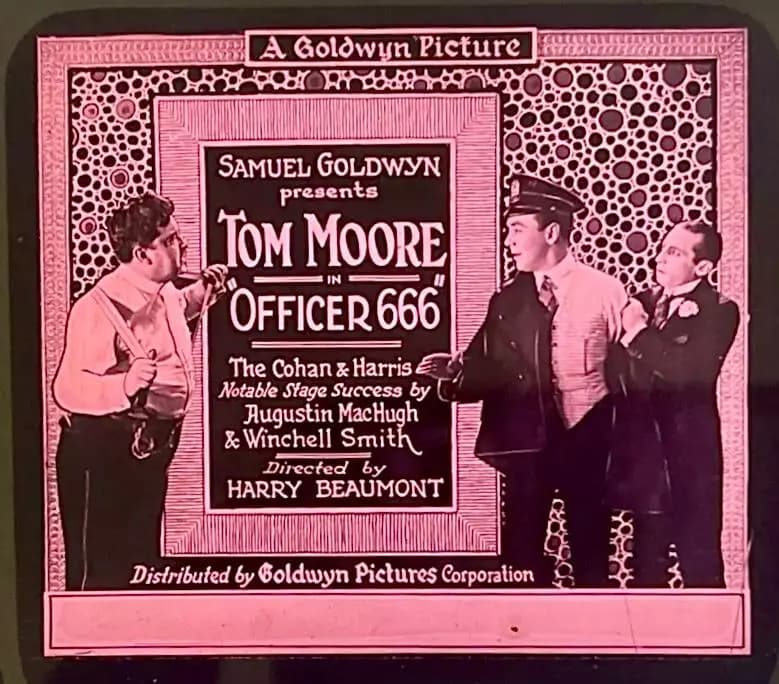 A Goldwyn Picture
SAMUEL GOLDWYN
presents
TOM MOORE
IN
"OFFICER 666"
The Cohan & Harris
Notable Stage Success by
Augustin MacHugh
& Winchell Smith
Directed by
HARRY BEAUMONT
Distributed by Goldwyn Pictures Corporation